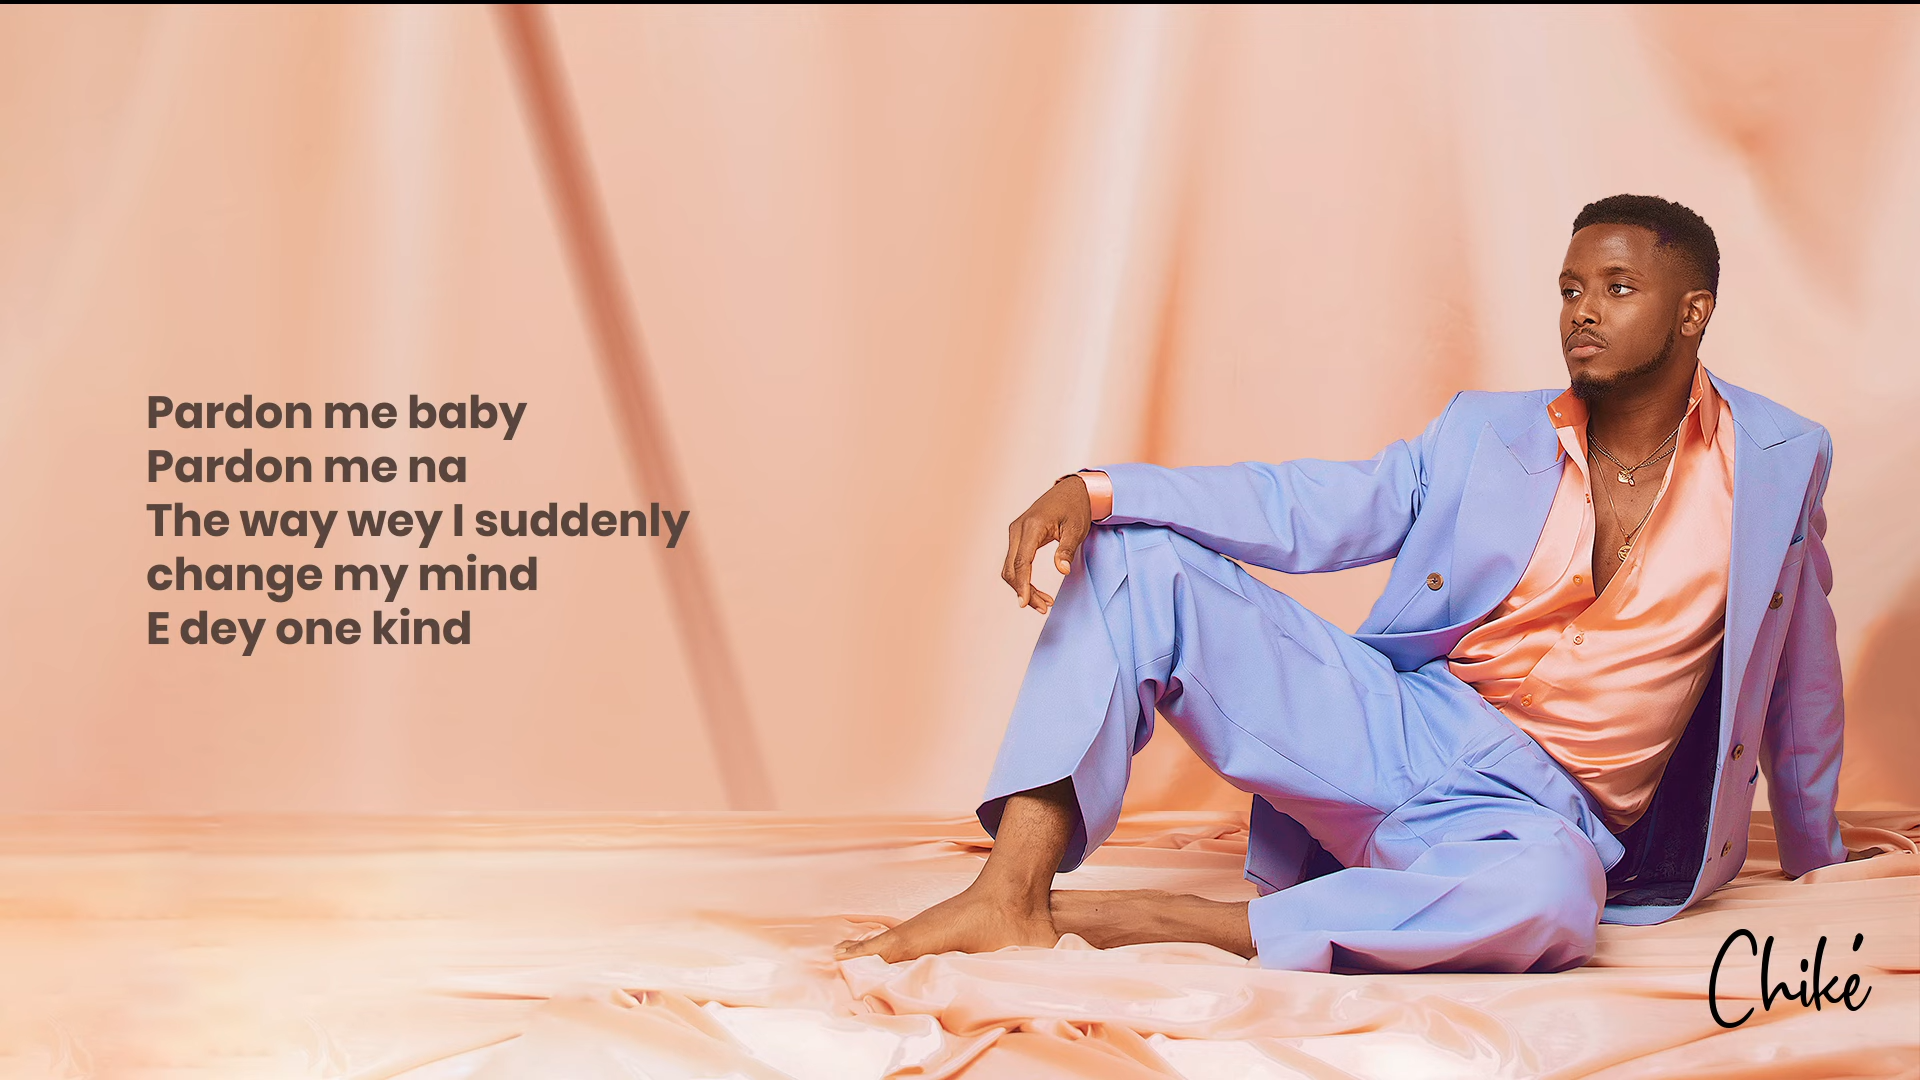 Pardon me baby
Pardon me na
The way wey I suddenly
change my mind
E dey one kind
Chiké